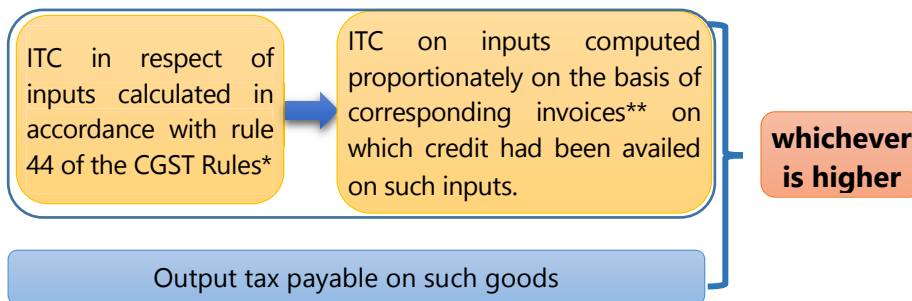 ITC in respect of
inputs calculated in
accordance with rule
44 of the CGST Rules*
ITC on inputs computed
proportionately on the basis of
corresponding invoices** on
which credit had been availed
on such inputs.
whichever
is higher
Output tax payable on such goods